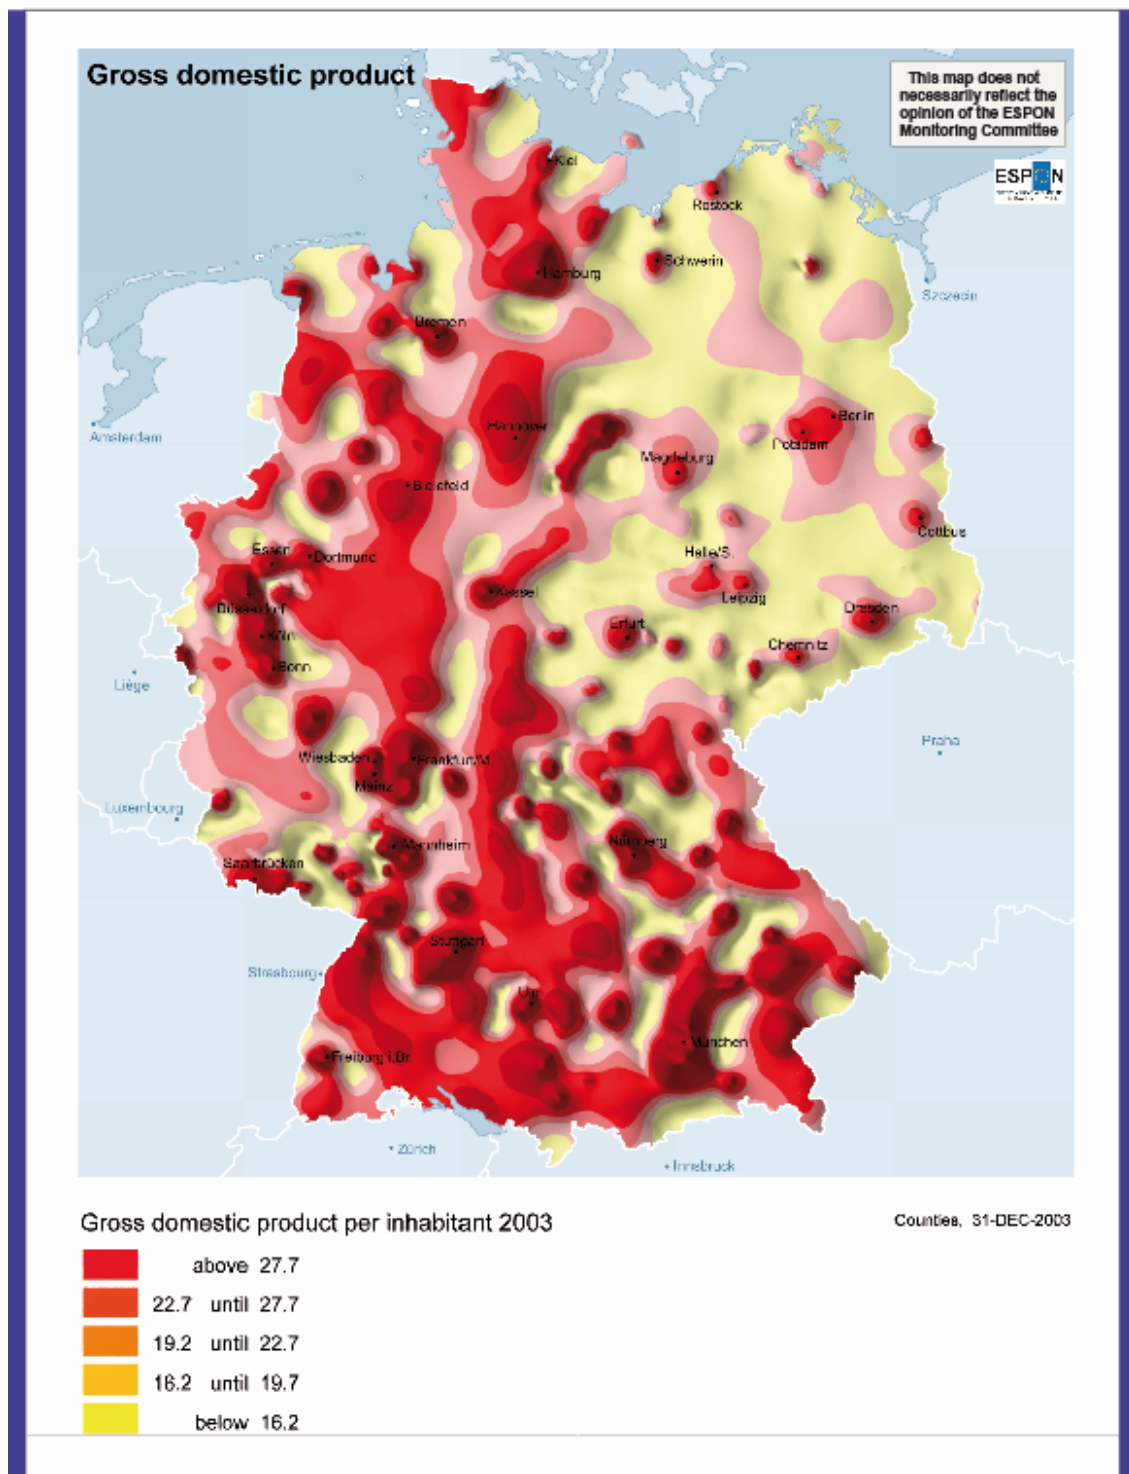 Gross domestic product
This map does not
necessarily reflect the
opinion of the ESPON
Monitoring Committee
ESPON
Kiel
Rostock
Schwerin
Hamburg
Szczecin
Bremen
Amsterdam
Hannover
Berlin
Potsdam
Magdeburg
Bielefeld
Cottbus
Essen
Dortmund
Halle/S.
Leipzig
Kassel
Düsseldorf
Dresden
Erfurt
Köln
Chemnitz
Bonn
Liège
Praha
Wiesbaden
Frankfurt/M.
Mainz
Luxembourg
Mannheim
Nürnberg
Saarbrücken
Stuttgart
Strasbourg
Ulm
München
Freiburg i.Br.
Zürich
Innsbruck
Gross domestic product per inhabitant 2003
Counties, 31-DEC-2003
above 27.7
22.7 until 27.7
19.2 until 22.7
16.2 until 19.7
below 16.2